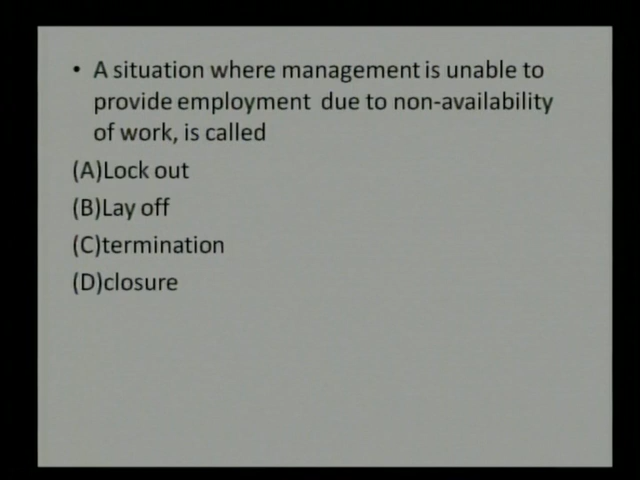 • A situation where management is unable to
provide employment due to non-availability
of work, is called
(A)Lock out
(B)Lay off
(C)termination
(D)closure